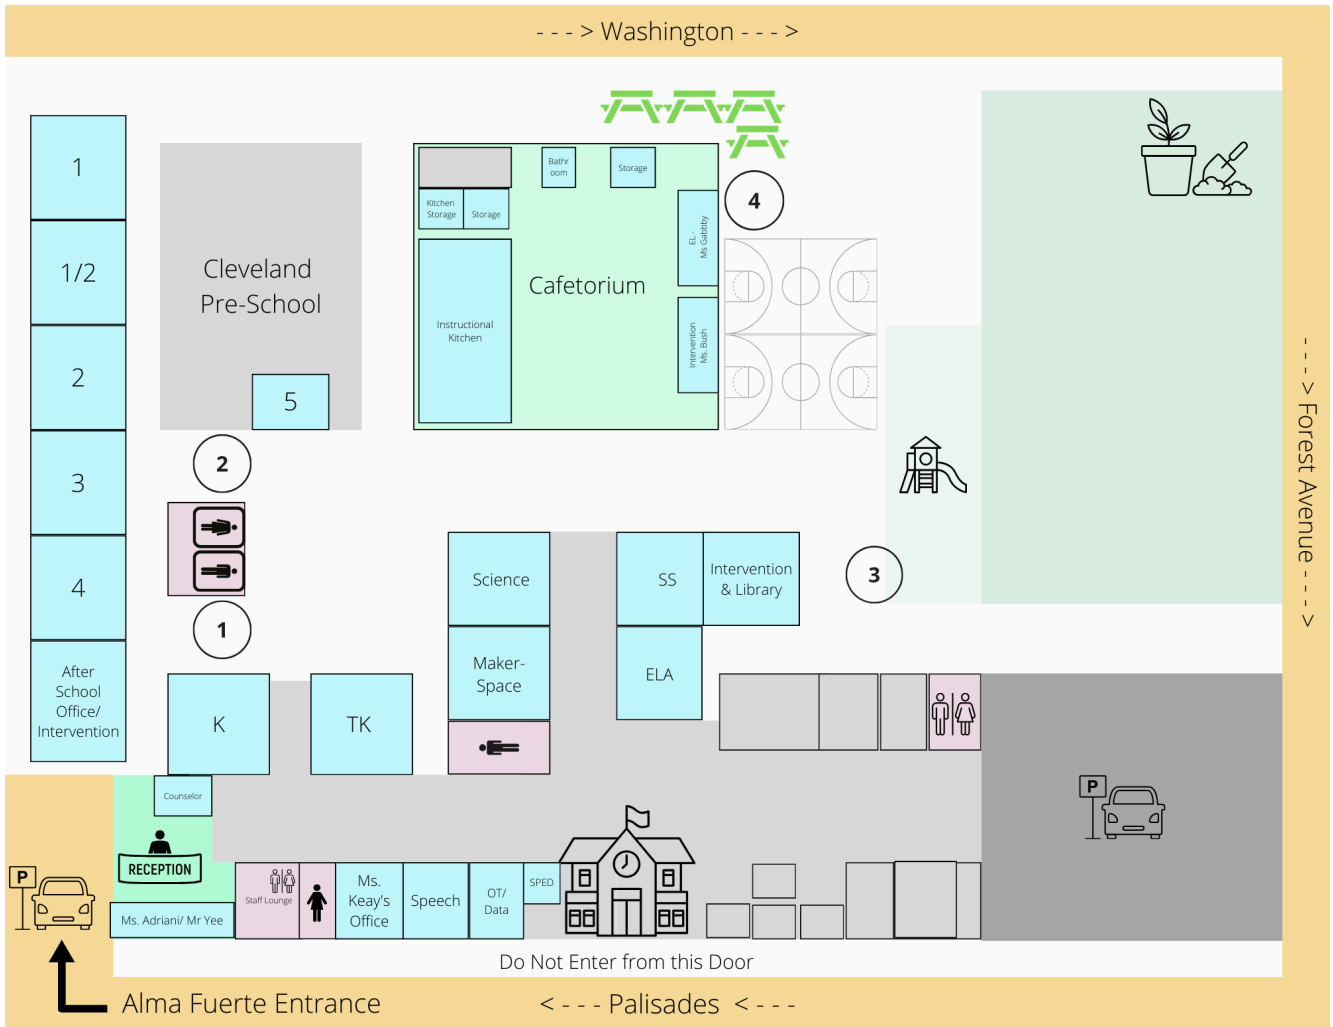 - - - > Washington - - - >
1
1/2
2
3
4
After
School
Office/
Intervention
Cleveland
Pre-School
5
2
1
Bathr
oom
Storage
Kitchen
Storage
Storage
Instructional
Kitchen
Cafetorium
EL -
Ms Gabbby
Intervention
Ms. Bush
4
- - - > Forest Avenue - - - >
3
Science
SS
Intervention
& Library
Maker-
Space
ELA
K
TK
Counselor
RECEPTION
P
P
Staff Lounge
Ms.
Keay's
Office
Speech
OT/
Data
SPED
Ms. Adriani/ Mr Yee
Do Not Enter from this Door
Alma Fuerte Entrance
< - - - Palisades < - - -